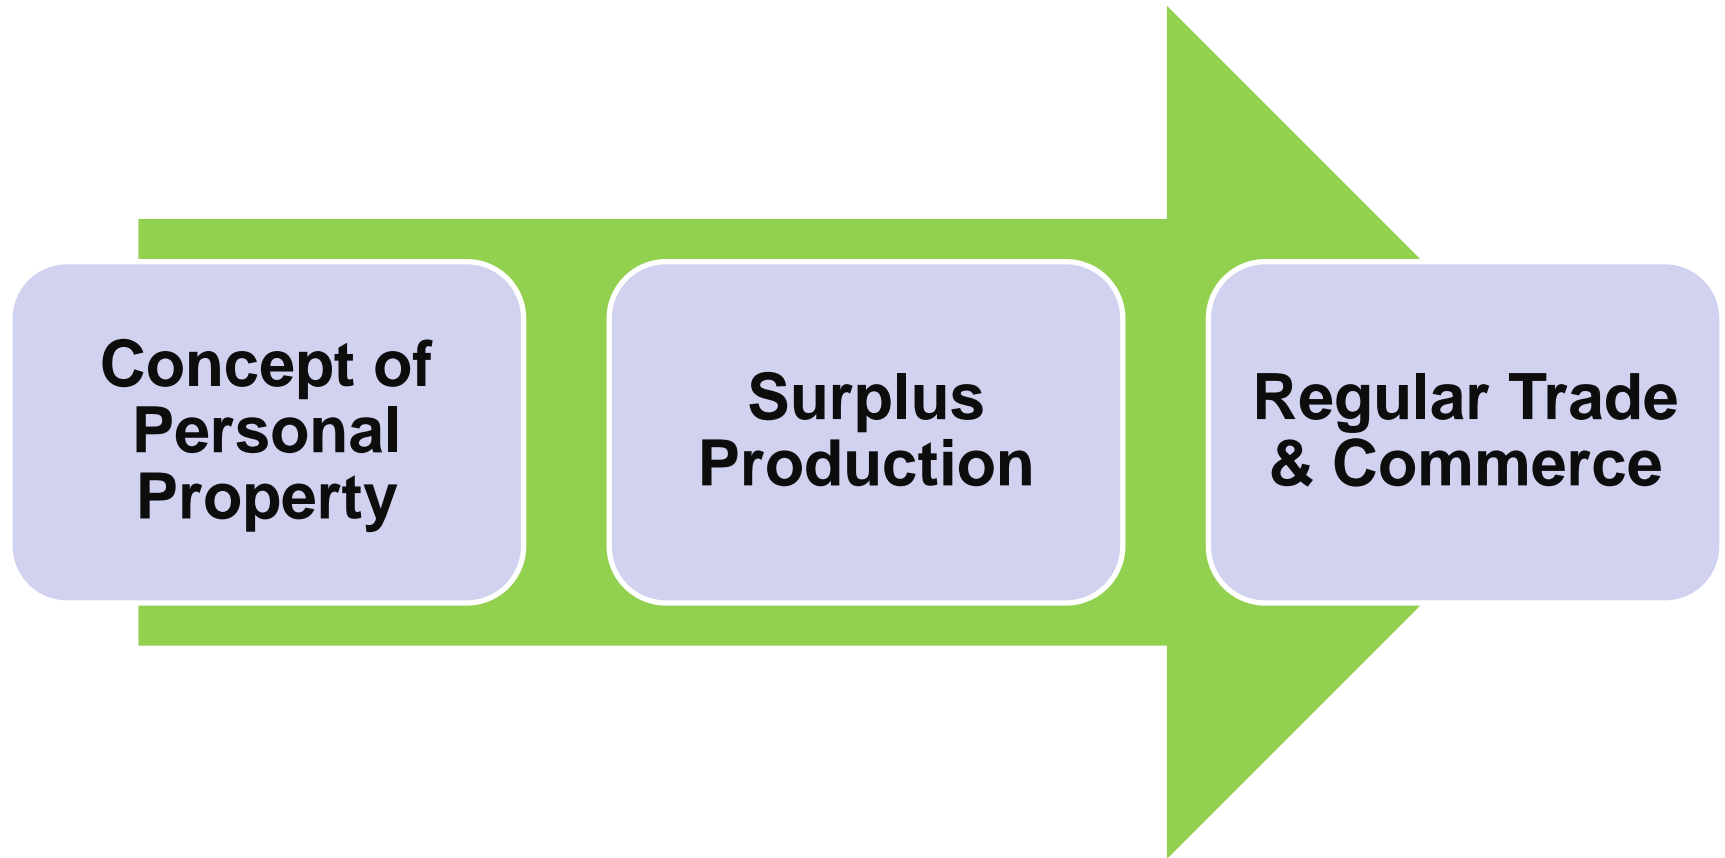 Concept of
Personal
Property
Surplus
Production
Regular Trade
& Commerce